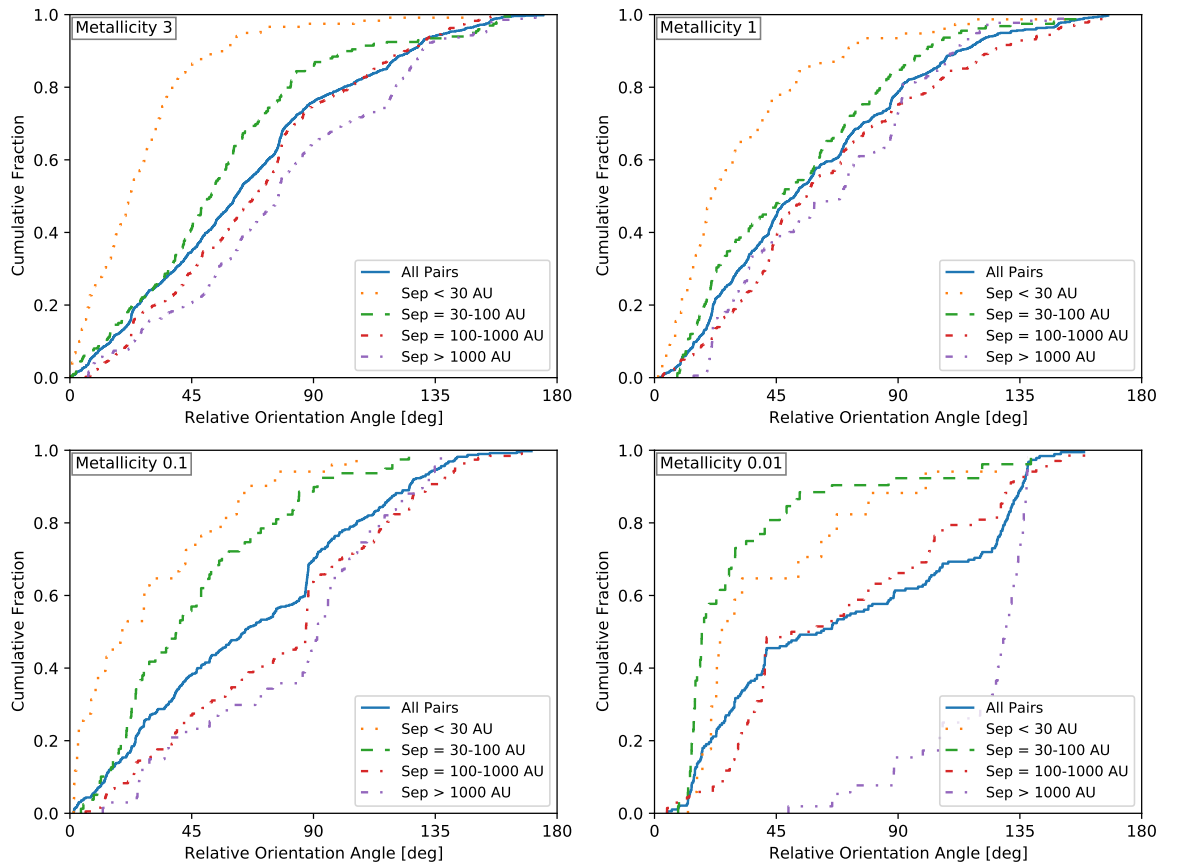 Metallicity 3
Cumulative Fraction
1.0
0.8
0.6
0.4
0.2
0.0
All Pairs
Sep < 30 AU
Sep = 30-100 AU
Sep = 100-1000 AU
Sep > 1000 AU
0 45 90 135 180
Relative Orientation Angle [deg]
Metallicity 1
Cumulative Fraction
1.0
0.8
0.6
0.4
0.2
0.0
All Pairs
Sep < 30 AU
Sep = 30-100 AU
Sep = 100-1000 AU
Sep > 1000 AU
0 45 90 135 180
Relative Orientation Angle [deg]
Metallicity 0.1
Cumulative Fraction
1.0
0.8
0.6
0.4
0.2
0.0
All Pairs
Sep < 30 AU
Sep = 30-100 AU
Sep = 100-1000 AU
Sep > 1000 AU
0 45 90 135 180
Relative Orientation Angle [deg]
Metallicity 0.01
Cumulative Fraction
1.0
0.8
0.6
0.4
0.2
0.0
All Pairs
Sep < 30 AU
Sep = 30-100 AU
Sep = 100-1000 AU
Sep > 1000 AU
0 45 90 135 180
Relative Orientation Angle [deg]